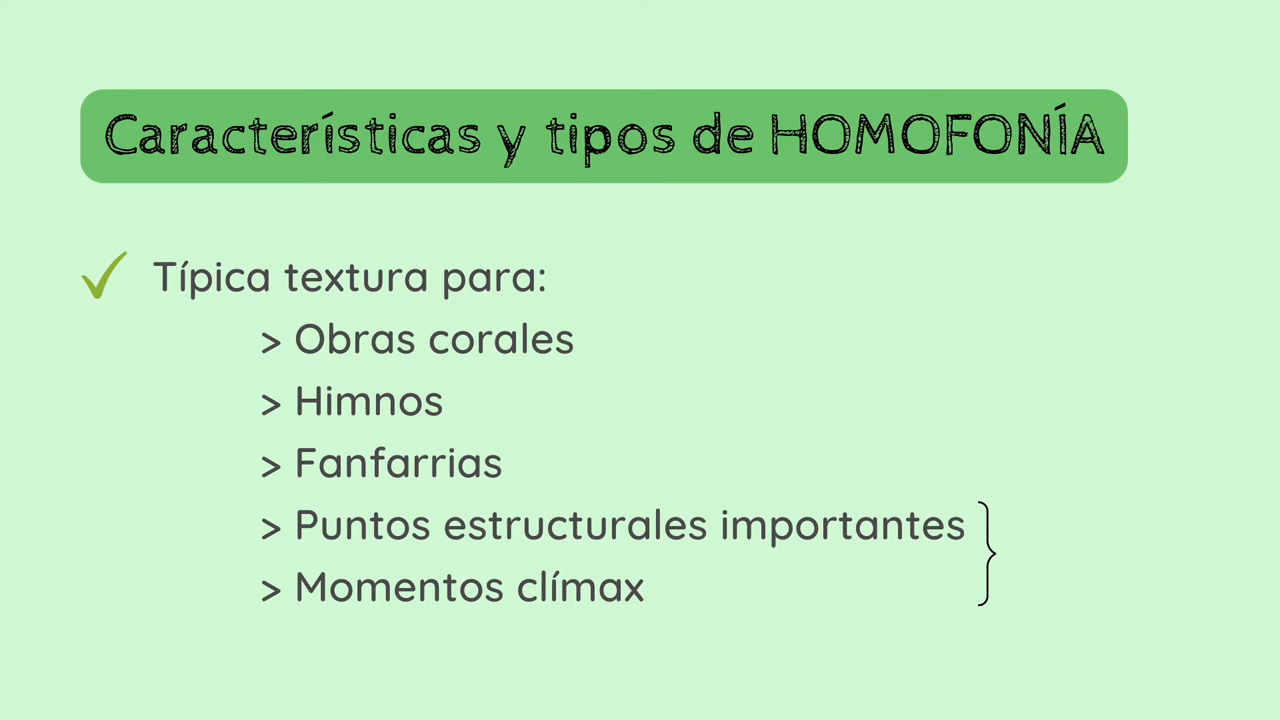 Características y tipos de HOMOFONÍA
Típica textura para:
> Obras corales
> Himnos
> Fanfarrias
> Puntos estructurales importantes
> Momentos clímax